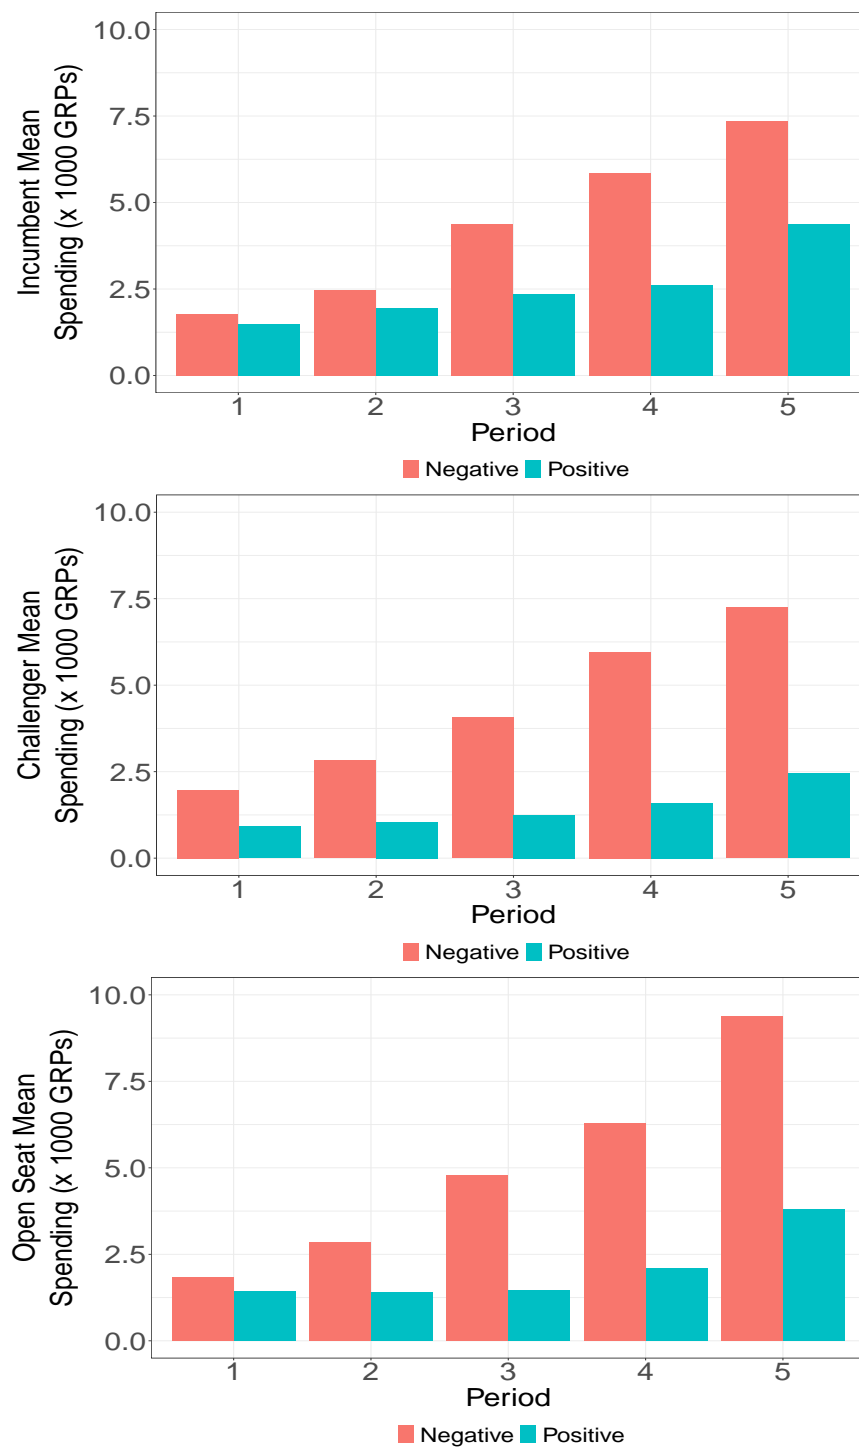 Incumbent Mean
Spending (x 1000 GRPs)
10.0
7.5
5.0
2.5
0.0
1 2 3 4 5
Period
Negative Positive
Challenger Mean
Spending (x 1000 GRPs)
10.0
7.5
5.0
2.5
0.0
1 2 3 4 5
Period
Negative Positive
Open Seat Mean
Spending (x 1000 GRPs)
10.0
7.5
5.0
2.5
0.0
1 2 3 4 5
Period
Negative Positive